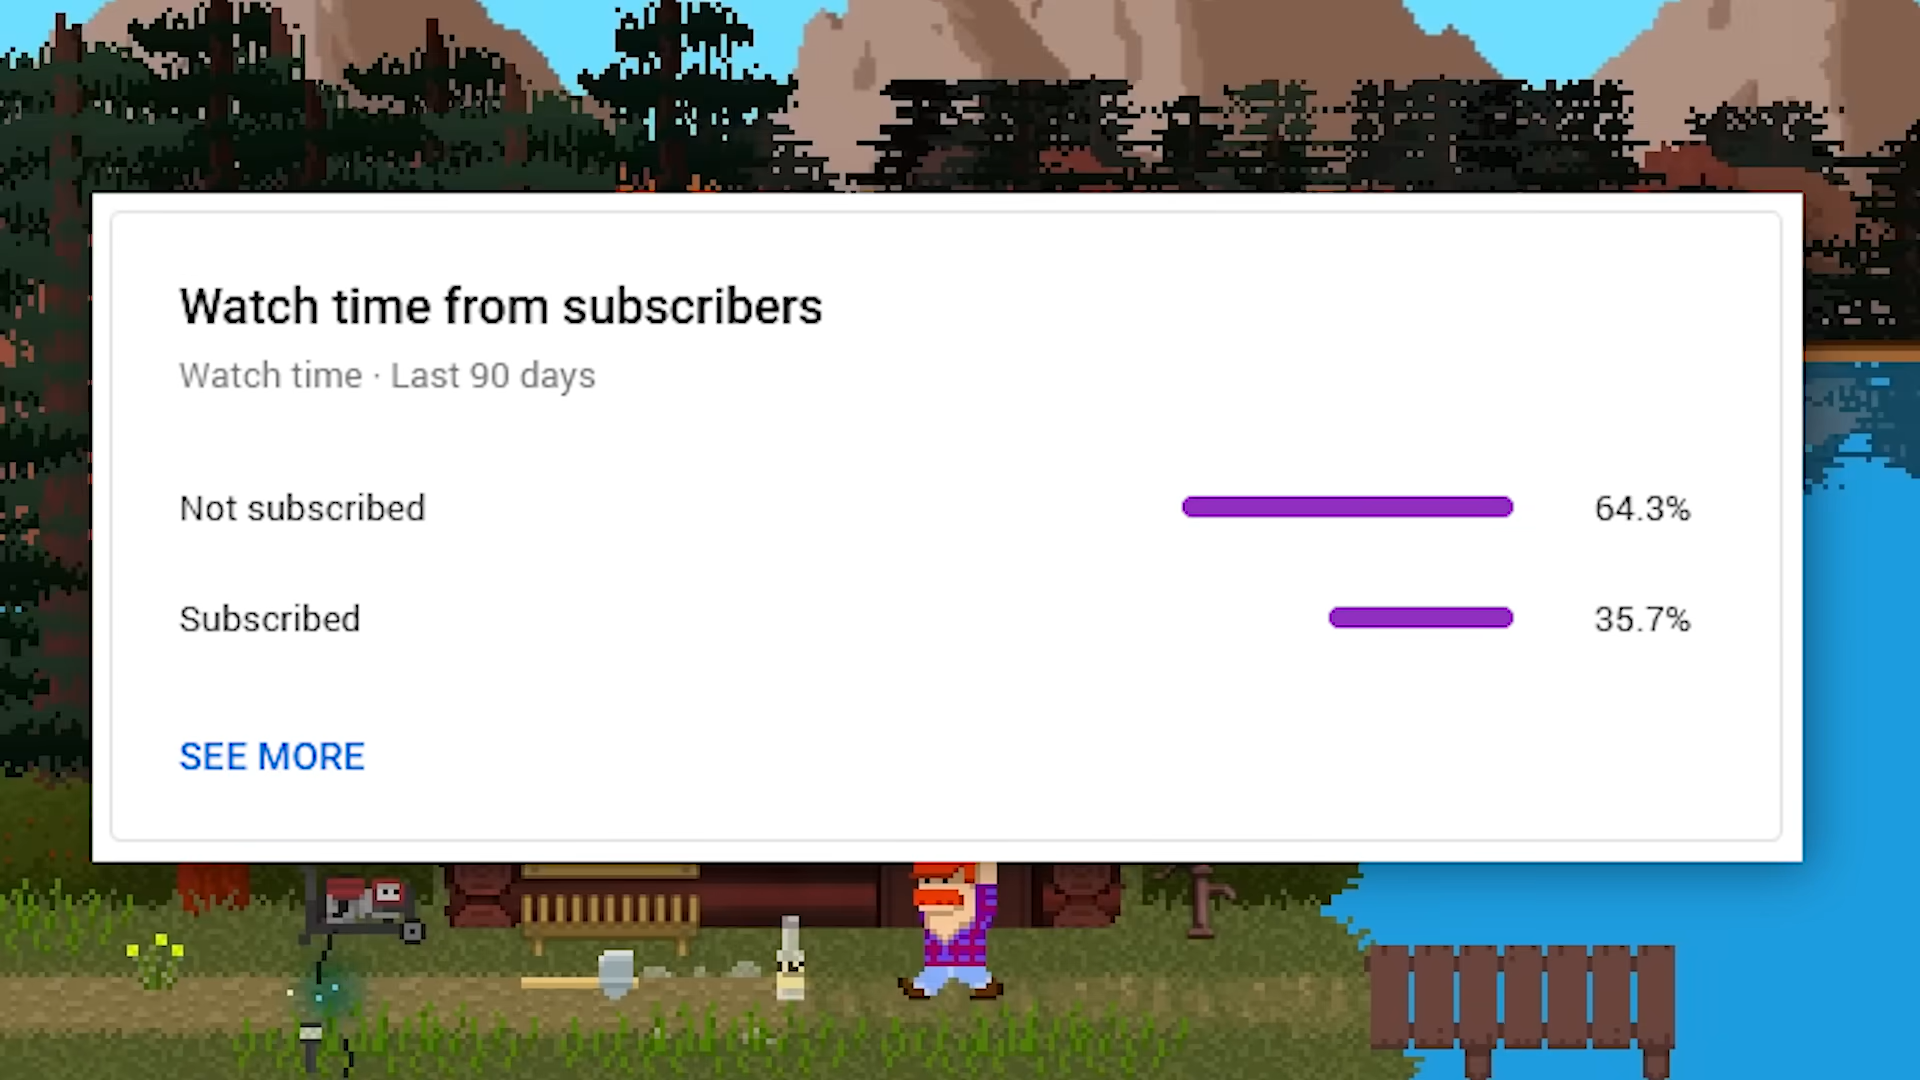 Watch time from subscribers
Watch time · Last 90 days
Not subscribed 64.3%
Subscribed 35.7%
SEE MORE